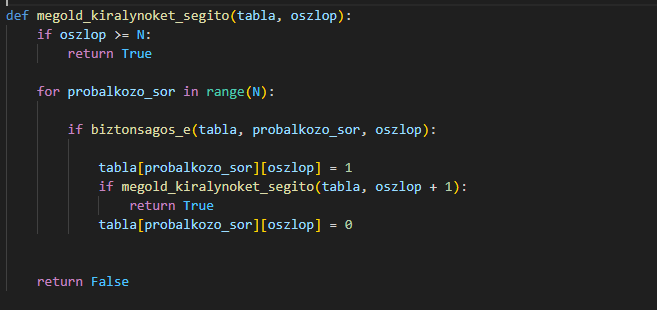 def megold_kiralynoket_segito(tabla, oszlop):
    if oszlop >= N:
        return True
    for probalkozo_sor in range(N):
        if biztonsagos_e(tabla, probalkozo_sor, oszlop):
            tabla[probalkozo_sor][oszlop] = 1
            if megold_kiralynoket_segito(tabla, oszlop + 1):
                return True
            tabla[probalkozo_sor][oszlop] = 0
    return False